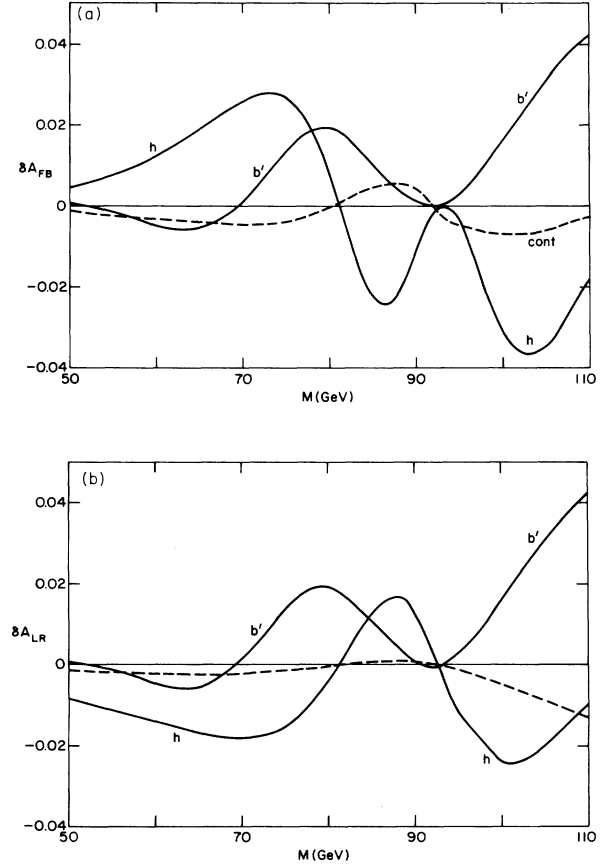 (a)
0.04
0.02
δA_FB
0
−0.02
−0.04
h
b'
b'
cont
h
50
70
90
110
M(GeV)
(b)
0.04
0.02
δA_LR
0
−0.02
−0.04
b'
b'
h
h
50
70
90
110
M(GeV)